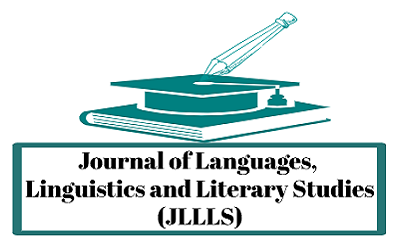 Journal of Languages,
Linguistics and Literary Studies
(JLLLS)